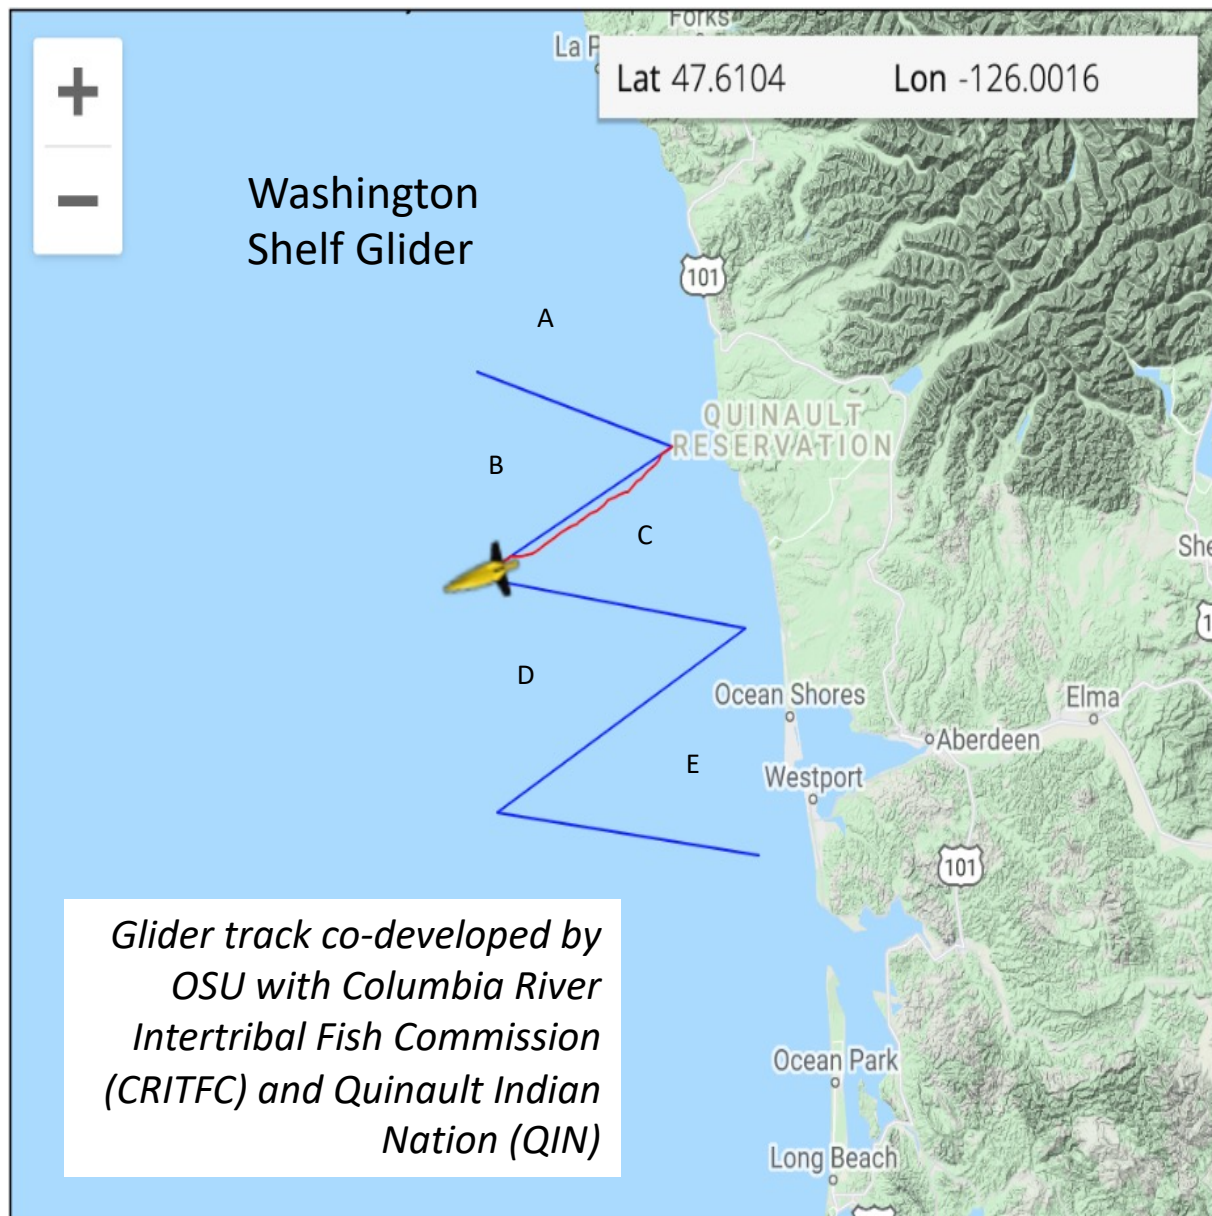 Forks
La P
Lat 47.6104 Lon -126.0016
+
−
Washington
Shelf Glider
101
A
QUINAULT
RESERVATION
B
C
She
1
D
Ocean Shores
Elma
Aberdeen
E
Westport
101
Glider track co-developed by
OSU with Columbia River
Intertribal Fish Commission
(CRITFC) and Quinault Indian
Nation (QIN)
Ocean Park
Long Beach